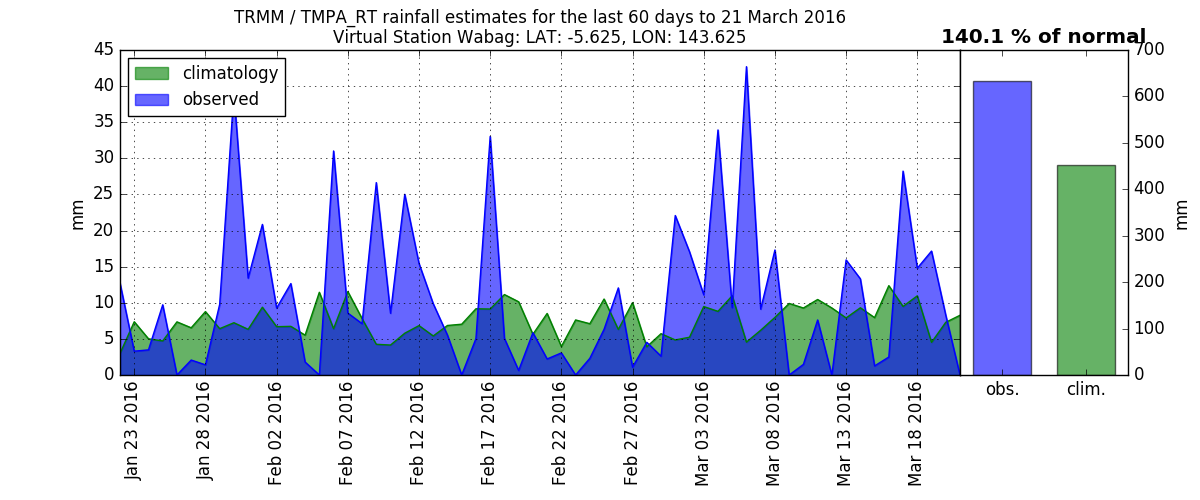 TRMM / TMPA_RT rainfall estimates for the last 60 days to 21 March 2016
Virtual Station Wabag: LAT: -5.625, LON: 143.625
140.1 % of normal
climatology
observed
mm
45
40
35
30
25
20
15
10
5
0
Jan 23 2016
Jan 28 2016
Feb 02 2016
Feb 07 2016
Feb 12 2016
Feb 17 2016
Feb 22 2016
Feb 27 2016
Mar 03 2016
Mar 08 2016
Mar 13 2016
Mar 18 2016
700
600
500
400
300
200
100
0
mm
obs.
clim.